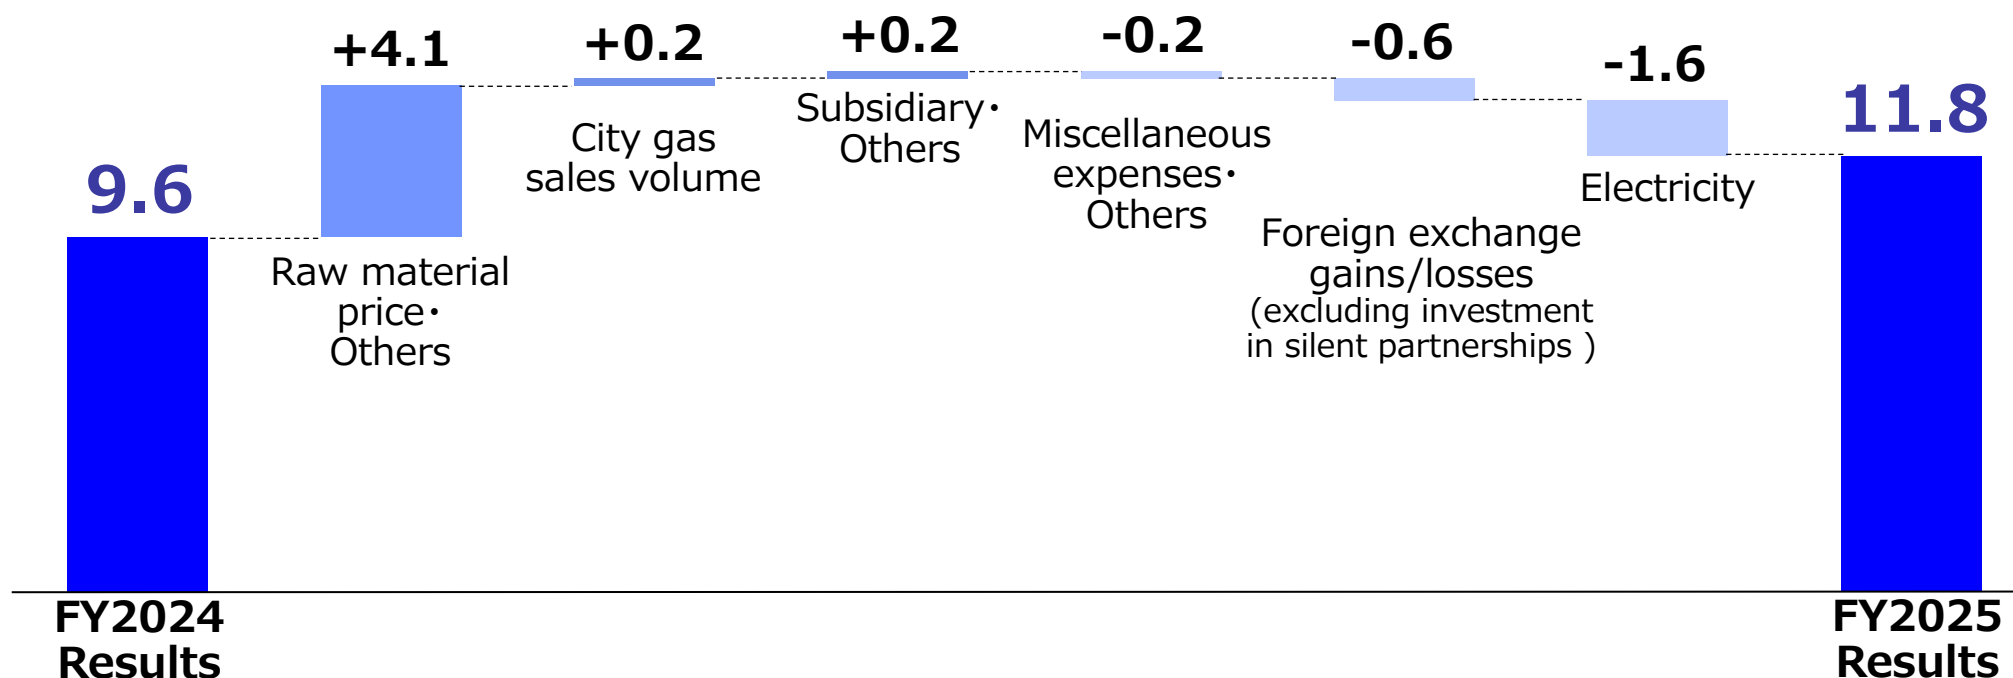 9.6
FY2024
Results
+4.1
Raw material
price・
Others
+0.2
City gas
sales volume
+0.2
Subsidiary・
Others
-0.2
Miscellaneous
expenses・
Others
-0.6
Foreign exchange
gains/losses
(excluding investment
in silent partnerships )
-1.6
Electricity
11.8
FY2025
Results